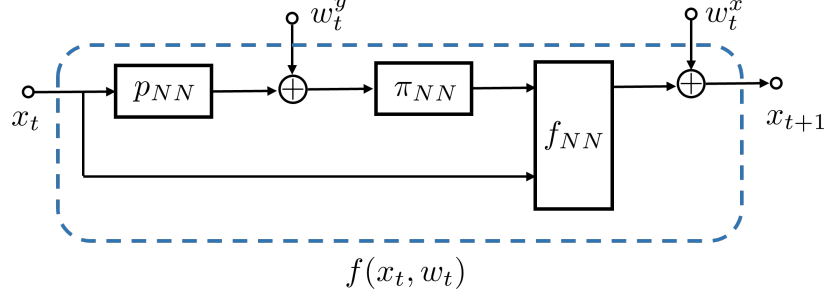 w_t^y
w_t^x
p_{NN}
π_{NN}
x_t
f_{NN}
x_{t+1}
f(x_t, w_t)